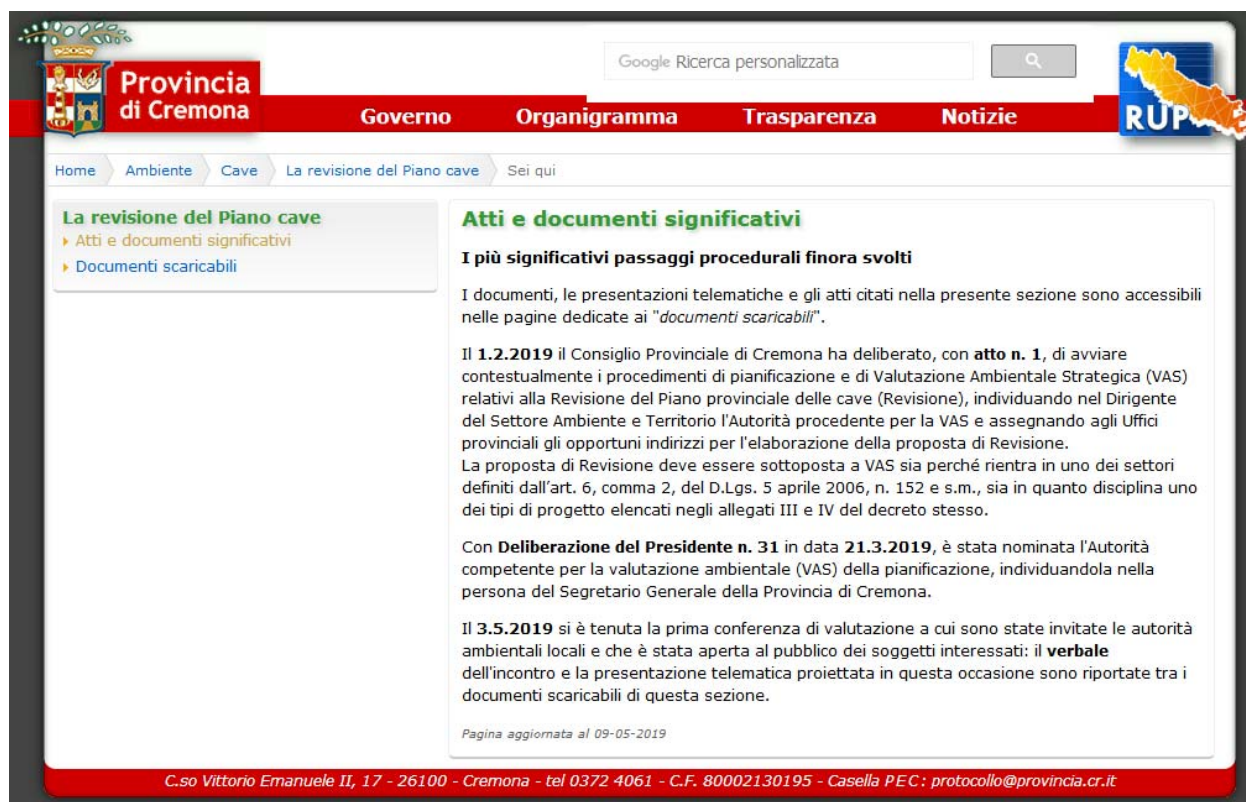 Provincia
di Cremona
Google Ricerca personalizzata
RUP
Governo Organigramma Trasparenza Notizie
Home Ambiente Cave La revisione del Piano cave Sei qui
La revisione del Piano cave
Atti e documenti significativi
Documenti scaricabili
Atti e documenti significativi
I più significativi passaggi procedurali finora svolti
I documenti, le presentazioni telematiche e gli atti citati nella presente sezione sono accessibili
nelle pagine dedicate ai "documenti scaricabili".
Il 1.2.2019 il Consiglio Provinciale di Cremona ha deliberato, con atto n. 1, di avviare
contestualmente i procedimenti di pianificazione e di Valutazione Ambientale Strategica (VAS)
relativi alla Revisione del Piano provinciale delle cave (Revisione), individuando nel Dirigente
del Settore Ambiente e Territorio l'Autorità procedente per la VAS e assegnando agli Uffici
provinciali gli opportuni indirizzi per l'elaborazione della proposta di Revisione.
La proposta di Revisione deve essere sottoposta a VAS sia perché rientra in uno dei settori
definiti dall'art. 6, comma 2, del D.Lgs. 5 aprile 2006, n. 152 e s.m., sia in quanto disciplina uno
dei tipi di progetto elencati negli allegati III e IV del decreto stesso.
Con Deliberazione del Presidente n. 31 in data 21.3.2019, è stata nominata l'Autorità
competente per la valutazione ambientale (VAS) della pianificazione, individuandola nella
persona del Segretario Generale della Provincia di Cremona.
Il 3.5.2019 si è tenuta la prima conferenza di valutazione a cui sono state invitate le autorità
ambientali locali e che è stata aperta al pubblico dei soggetti interessati: il verbale
dell'incontro e la presentazione telematica proiettata in questa occasione sono riportate tra i
documenti scaricabili di questa sezione.
Pagina aggiornata al 09-05-2019
C.so Vittorio Emanuele II, 17 - 26100 - Cremona - tel 0372 4061 - C.F. 80002130195 - Casella PEC: protocollo@provincia.cr.it